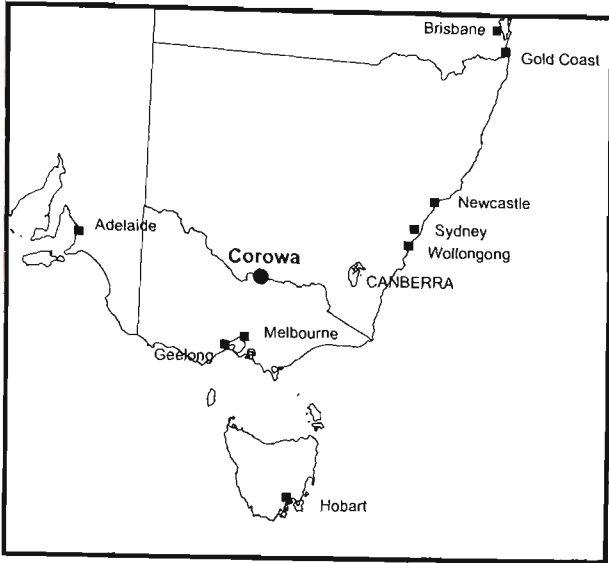 Brisbane
Gold Coast
Newcastle
Adelaide
Sydney
Wollongong
Corowa
CANBERRA
Melbourne
Geelong
Hobart